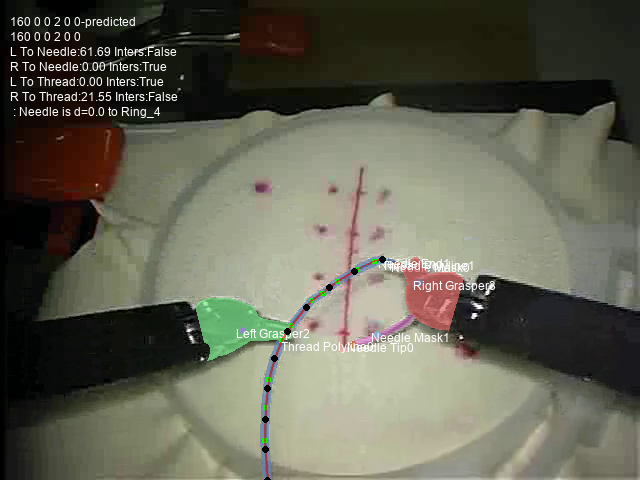 160 0 0 2 0 0-predicted
160 0 0 2 0 0
L To Needle:61.69 Inters:False
R To Needle:0.00 Inters:True
L To Thread:0.00 Inters:True
R To Thread:21.55 Inters:False
: Needle is d=0.0 to Ring_4
Right Grasper3
Left Grasper2
Needle Mask1
Thread Polyline
Needle Tip0